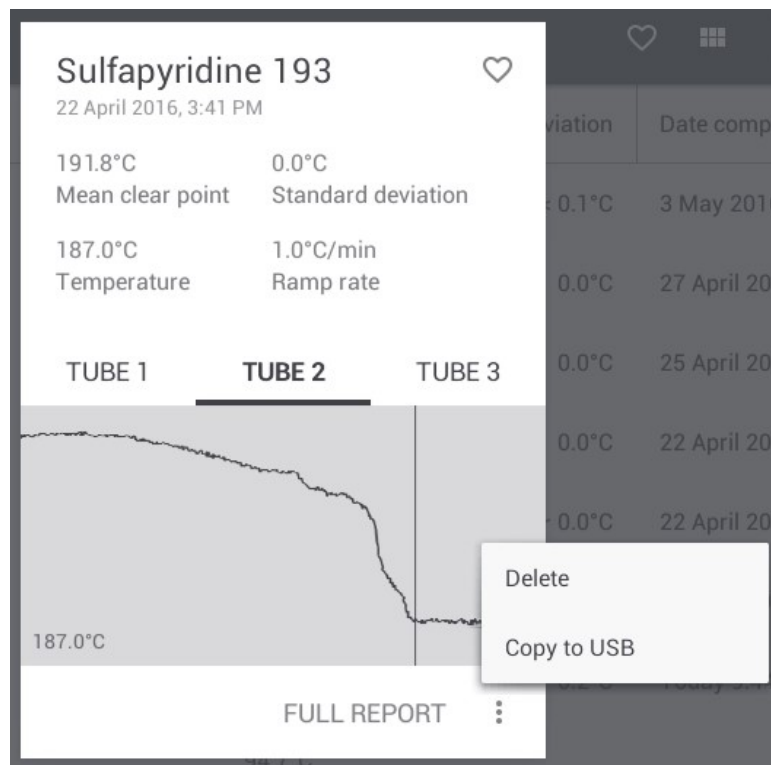 Sulfapyridine 193
22 April 2016, 3:41 PM
191.8°C 0.0°C
Mean clear point Standard deviation
187.0°C 1.0°C/min
Temperature Ramp rate
TUBE 1 TUBE 2 TUBE 3
187.0°C
FULL REPORT
Delete
Copy to USB
viation Date comp
< 0.1°C 3 May 201
0.0°C 27 April 20
0.0°C 25 April 20
0.0°C 22 April 20
0.0°C 22 April 20